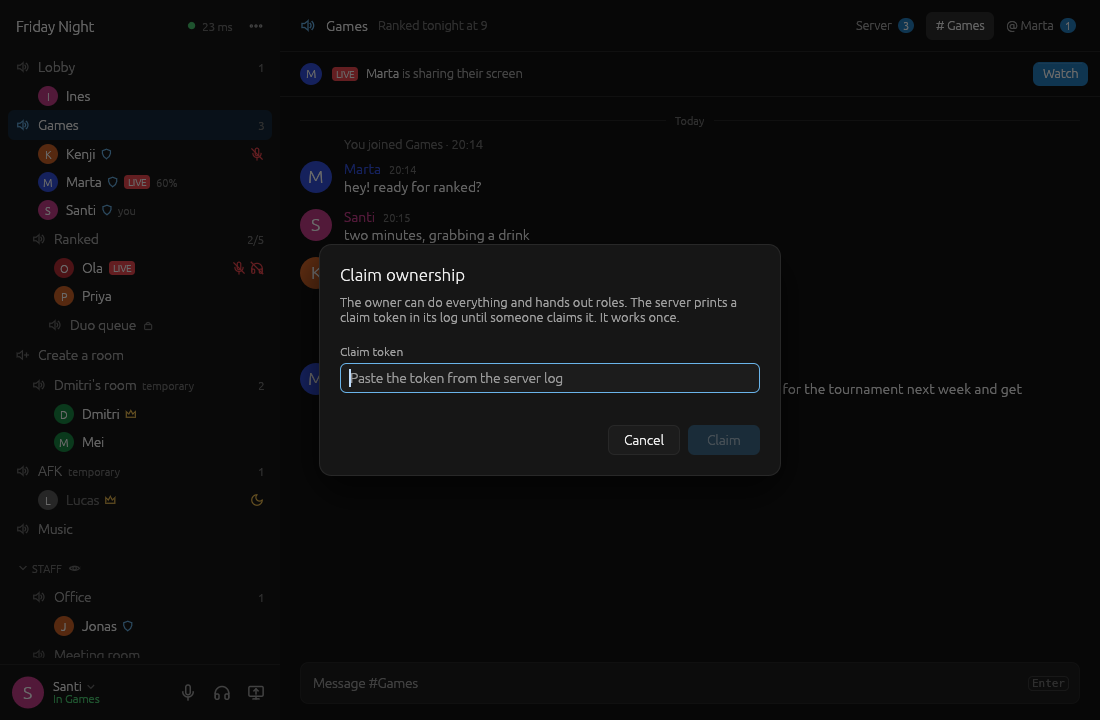 Friday Night
23 ms
Lobby
1
I
Ines
Games
3
K
Kenji
M
Marta
LIVE
60%
S
Santi
you
Ranked
2/5
O
Ola
LIVE
P
Priya
Duo queue
Create a room
Dmitri's room
temporary
2
D
Dmitri
M
Mei
AFK
temporary
1
L
Lucas
Music
STAFF
Office
1
J
Jonas
Meeting room
S
Santi
In Games
Games
Ranked tonight at 9
Server
3
# Games
@ Marta
1
M
LIVE
Marta is sharing their screen
Watch
Today
You joined Games · 20:14
M
Marta
20:14
hey! ready for ranked?
S
Santi
20:15
two minutes, grabbing a drink
K
M
for the tournament next week and get
Claim ownership
The owner can do everything and hands out roles. The server prints a
claim token in its log until someone claims it. It works once.
Claim token
Paste the token from the server log
Cancel
Claim
Message #Games
Enter